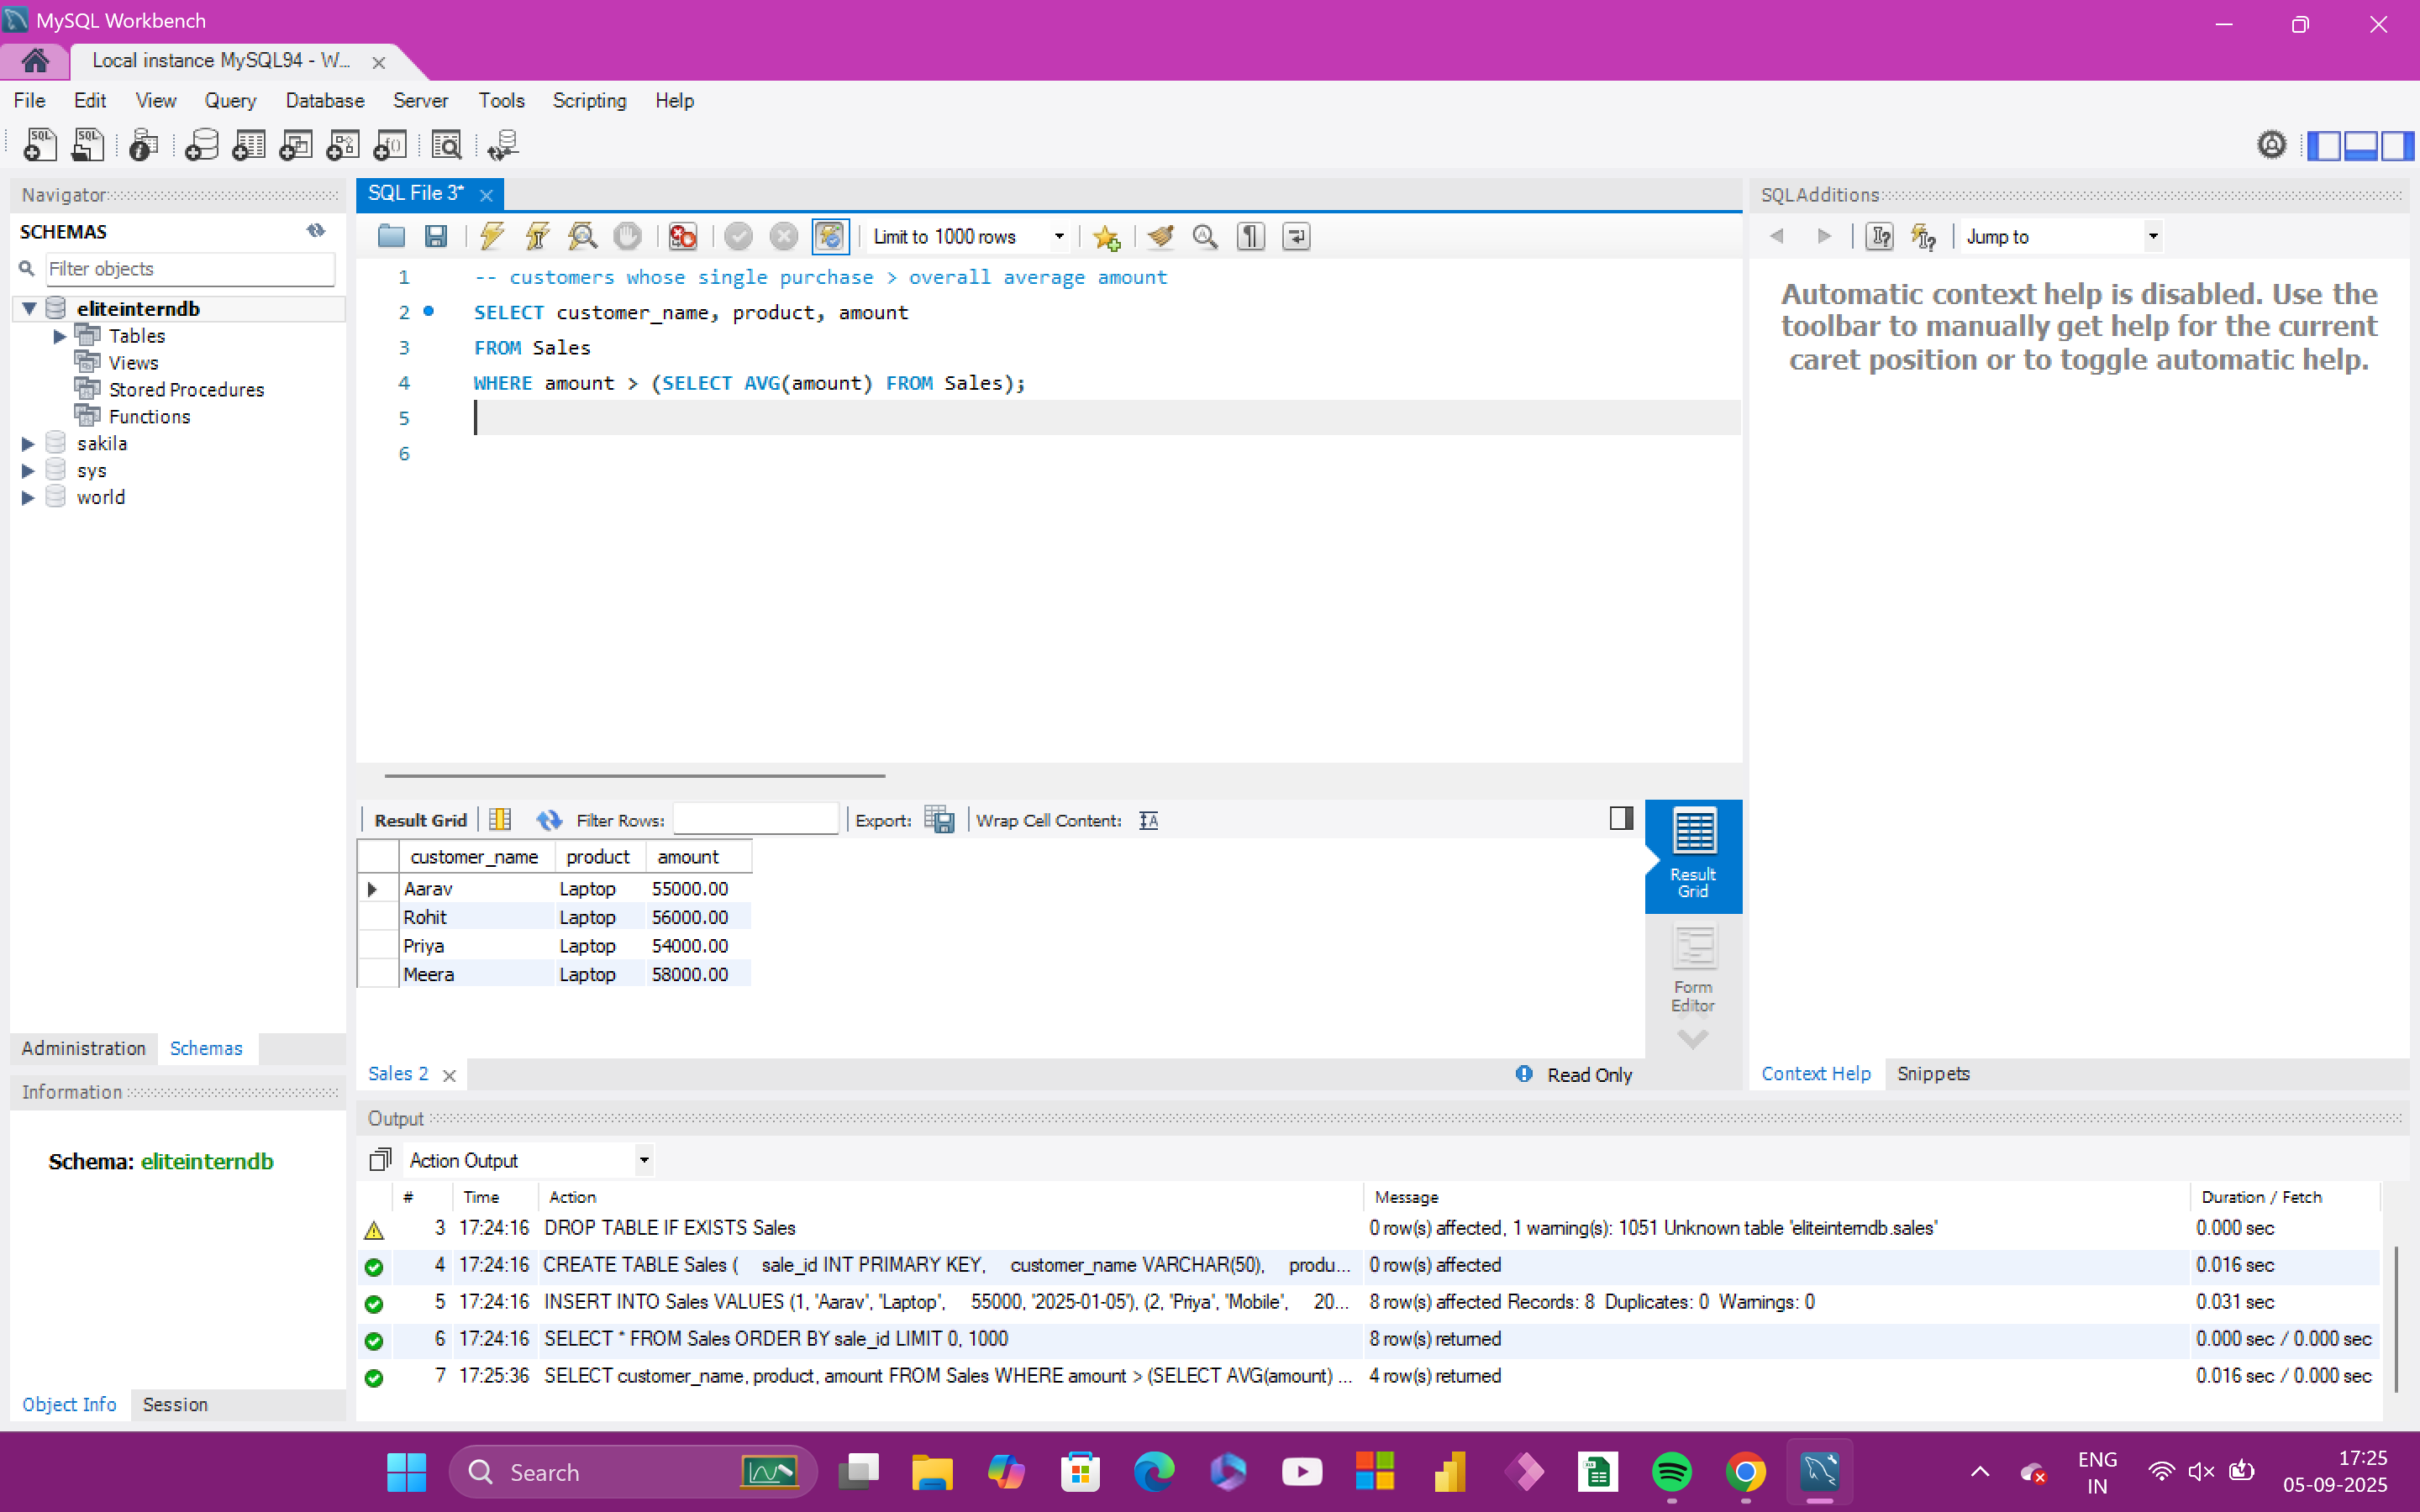 MySQL Workbench
Local instance MySQL94 - W...
File Edit View Query Database Server Tools Scripting Help
Navigator
SCHEMAS
Filter objects
eliteinterndb
Tables
Views
Stored Procedures
Functions
sakila
sys
world
Administration Schemas
Information
Schema: eliteinterndb
Object Info Session
SQL File 3*
Limit to 1000 rows
1 -- customers whose single purchase > overall average amount
2 SELECT customer_name, product, amount
3 FROM Sales
4 WHERE amount > (SELECT AVG(amount) FROM Sales);
5
6
Result Grid Filter Rows: Export: Wrap Cell Content:
customer_name product amount
Aarav Laptop 55000.00
Rohit Laptop 56000.00
Priya Laptop 54000.00
Meera Laptop 58000.00
Result Grid
Form Editor
Sales 2
Read Only
SQLAdditions
Jump to
Automatic context help is disabled. Use the
toolbar to manually get help for the current
caret position or to toggle automatic help.
Context Help Snippets
Output
Action Output
# Time Action Message Duration / Fetch
3 17:24:16 DROP TABLE IF EXISTS Sales 0 row(s) affected, 1 warning(s): 1051 Unknown table 'eliteinterndb.sales' 0.000 sec
4 17:24:16 CREATE TABLE Sales ( sale_id INT PRIMARY KEY, customer_name VARCHAR(50), produ... 0 row(s) affected 0.016 sec
5 17:24:16 INSERT INTO Sales VALUES (1, 'Aarav', 'Laptop', 55000, '2025-01-05'), (2, 'Priya', 'Mobile', 20... 8 row(s) affected Records: 8 Duplicates: 0 Warnings: 0 0.031 sec
6 17:24:16 SELECT * FROM Sales ORDER BY sale_id LIMIT 0, 1000 8 row(s) returned 0.000 sec / 0.000 sec
7 17:25:36 SELECT customer_name, product, amount FROM Sales WHERE amount > (SELECT AVG(amount) ... 4 row(s) returned 0.016 sec / 0.000 sec
Search
ENG
IN
17:25
05-09-2025